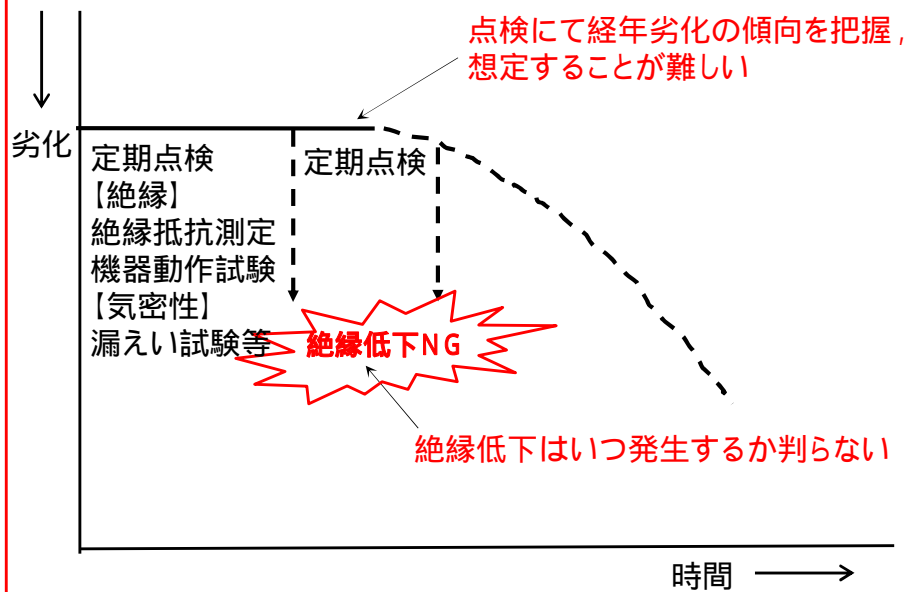 点検にて経年劣化の傾向を把握,
想定することが難しい
劣化
定期点検
【絶縁】
絶縁抵抗測定
機器動作試験
【気密性】
漏えい試験等
定期点検
絶縁低下NG
絶縁低下はいつ発生するか判らない
時間